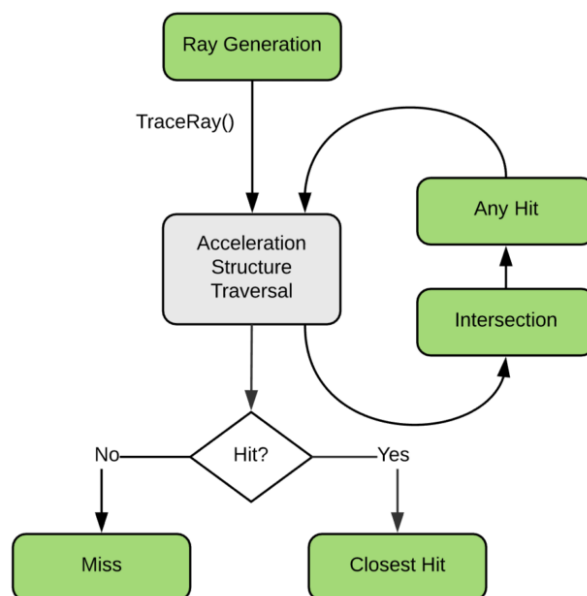 Ray Generation
TraceRay()
Any Hit
Acceleration
Structure
Traversal
Intersection
No
Hit?
Yes
Miss
Closest Hit